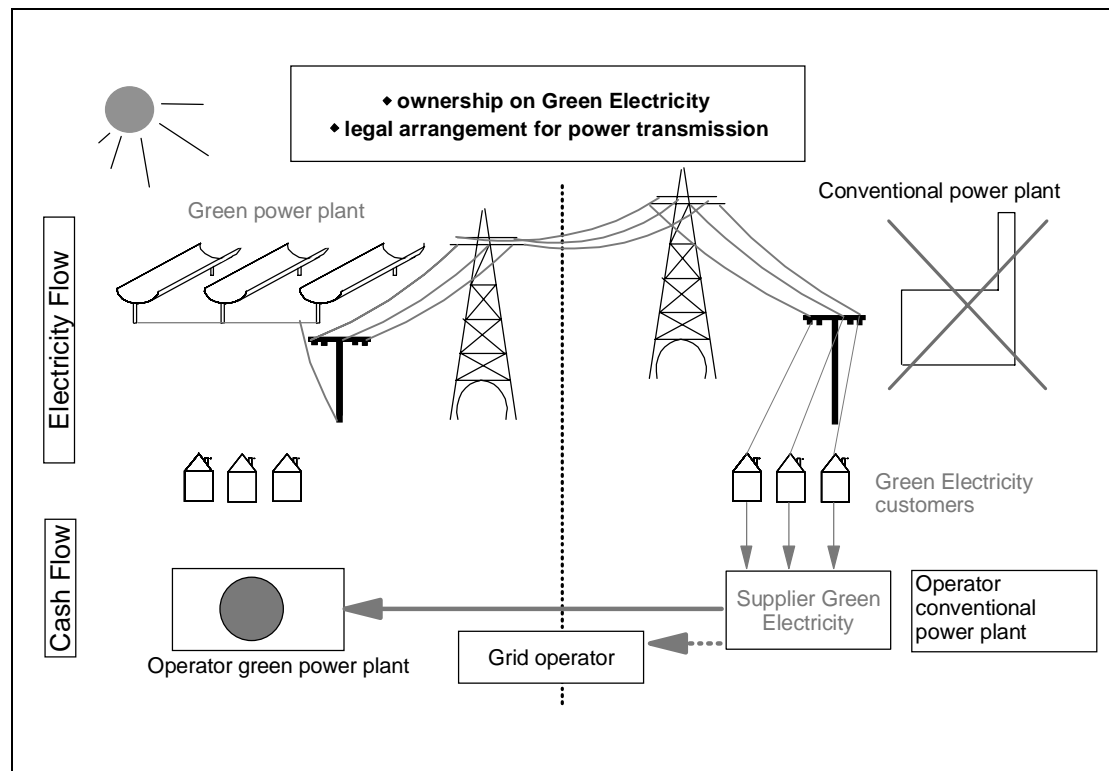 ◆ ownership on Green Electricity
◆ legal arrangement for power transmission
Green power plant
Conventional power plant
Electricity Flow
Green Electricity
customers
Cash Flow
Supplier Green
Electricity
Operator
conventional
power plant
Operator green power plant
Grid operator